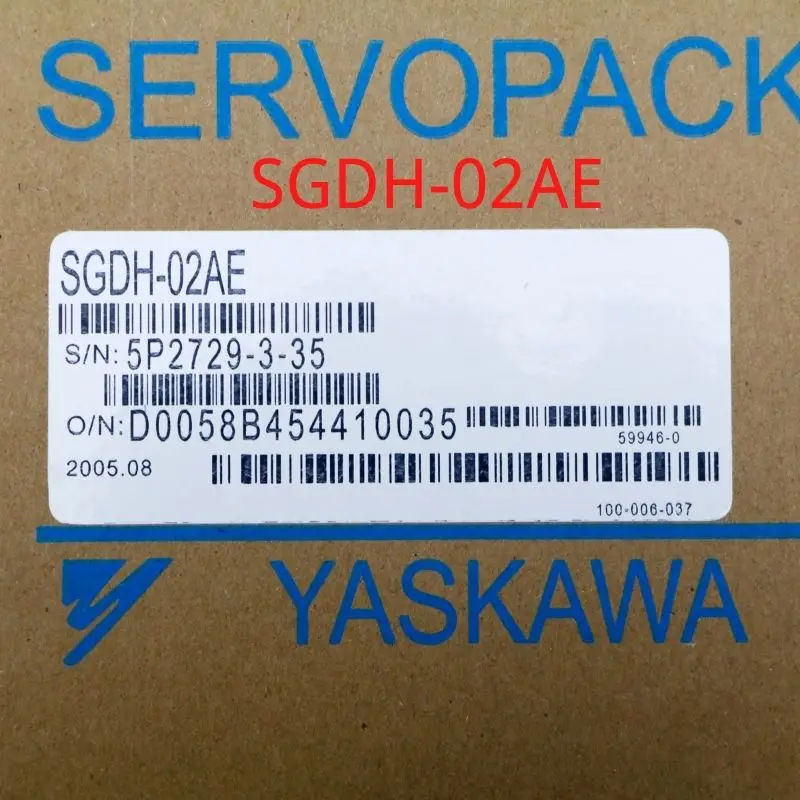 SERVOPACK
SGDH-02AE
SGDH-02AE
S/N: 5P2729-3-35
O/N: D0058B454410035
59946-0
2005.08
100-006-037
YASKAWA